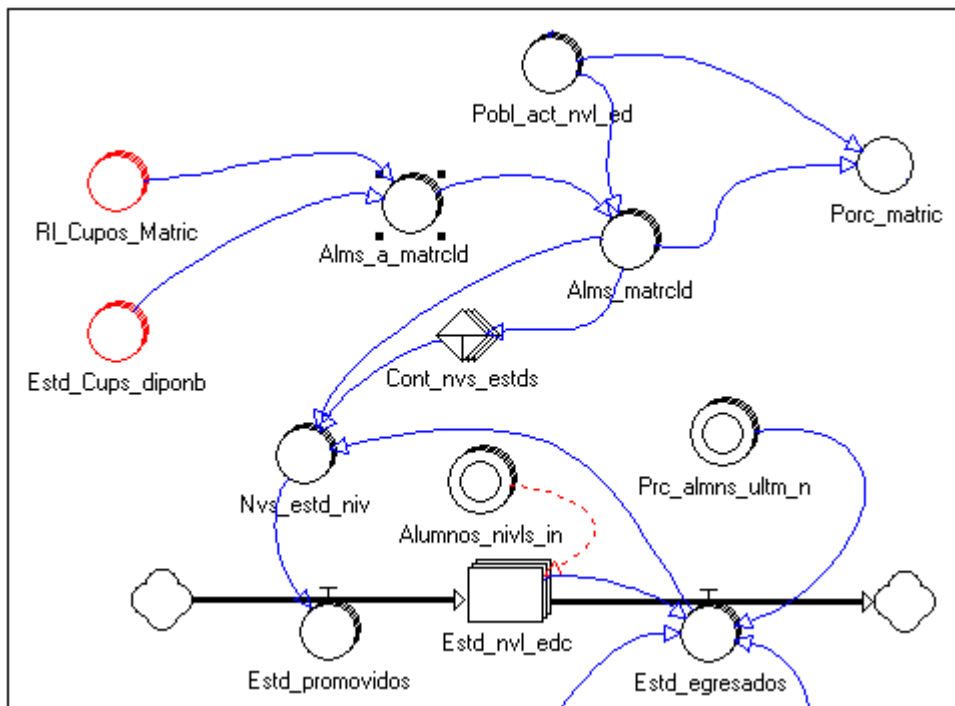 Pobl_act_nvl_ed
Rl_Cupos_Matric
Alms_a_matrcld
Porc_matric
Alms_matrcld
Estd_Cups_diponb
Cont_nvs_estds
Nvs_estd_niv
Alumnos_nivls_in
Prc_almns_ultm_n
Estd_promovidos
Estd_nvl_edc
Estd_egresados